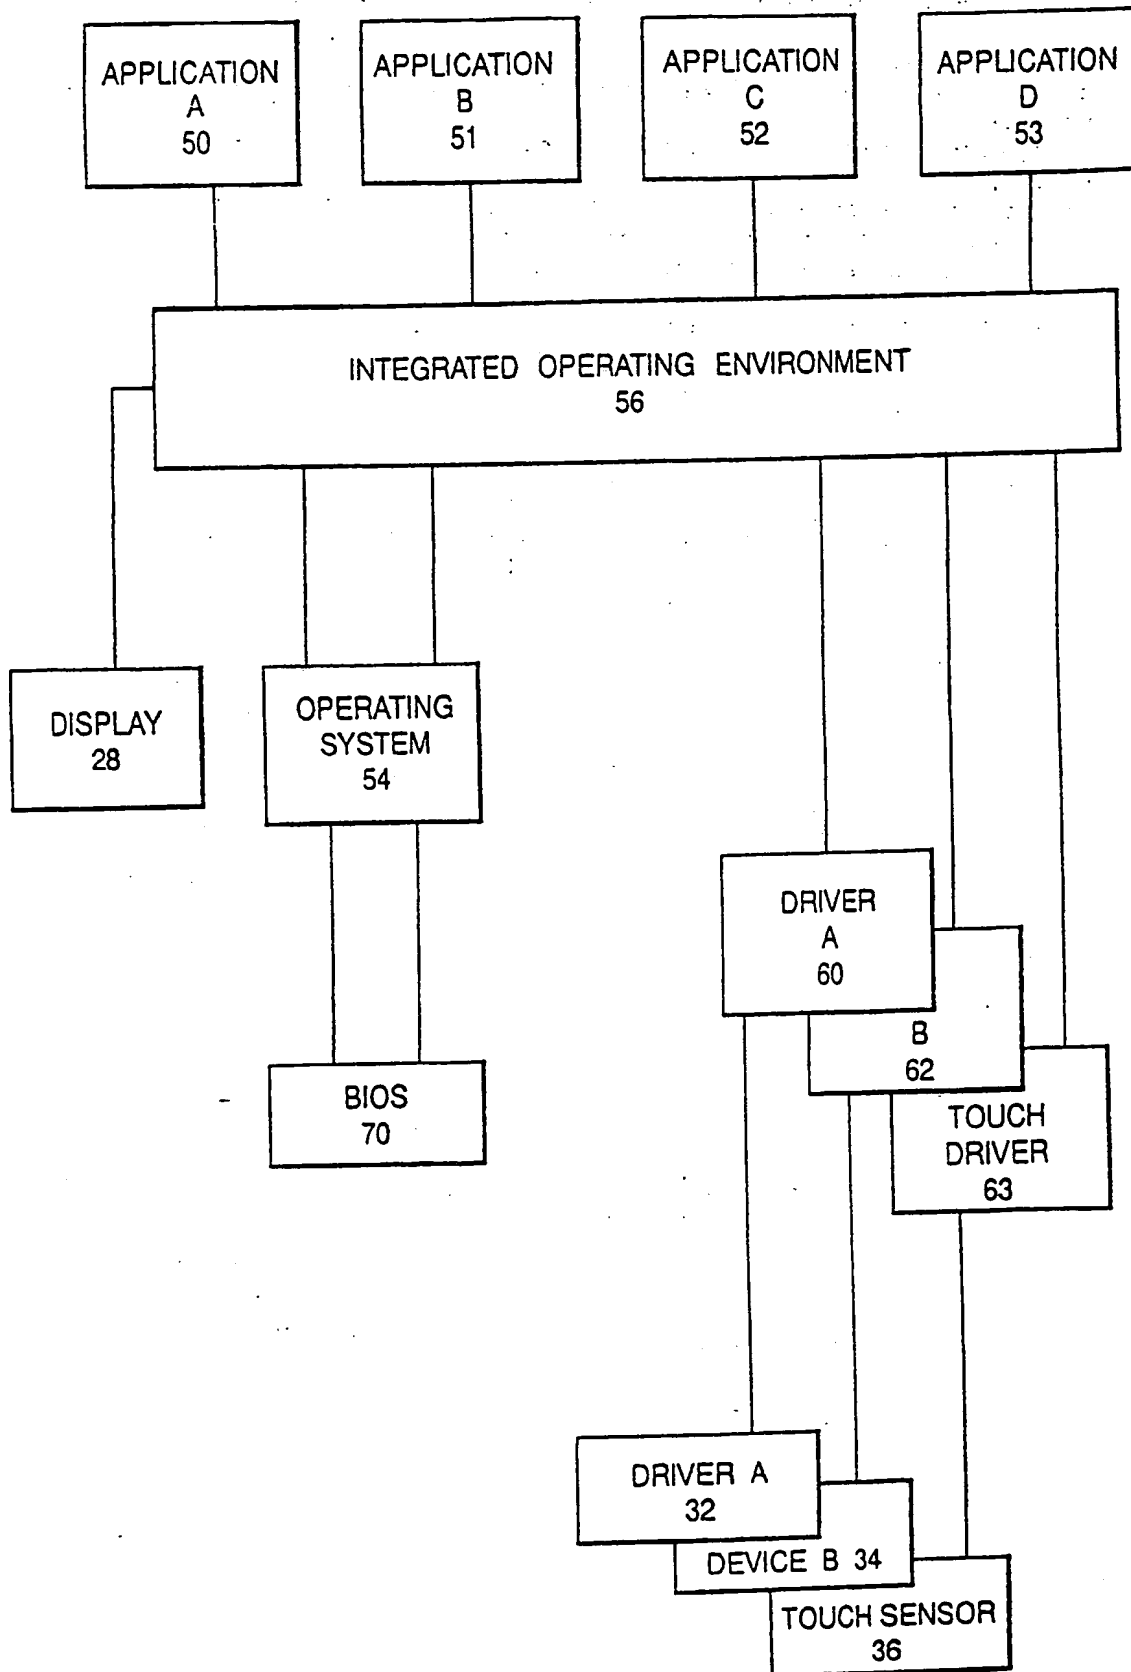 APPLICATION
A
50
APPLICATION
B
51
APPLICATION
C
52
APPLICATION
D
53
INTEGRATED OPERATING ENVIRONMENT
56
DISPLAY
28
OPERATING
SYSTEM
54
DRIVER
A
60
B
62
BIOS
70
TOUCH
DRIVER
63
DRIVER A
32
DEVICE B 34
TOUCH SENSOR
36